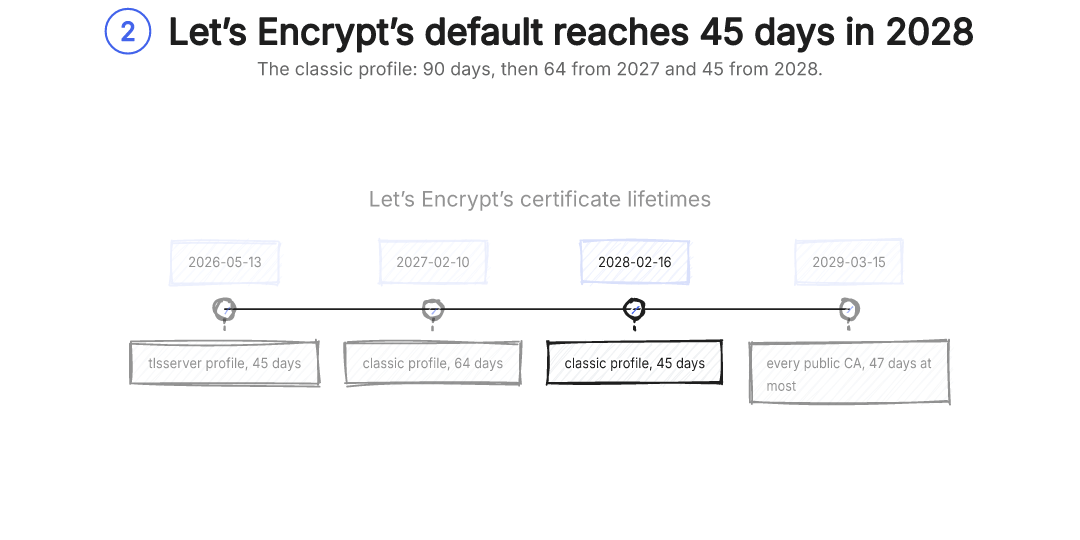 2 Let’s Encrypt’s default reaches 45 days in 2028
The classic profile: 90 days, then 64 from 2027 and 45 from 2028.
Let’s Encrypt’s certificate lifetimes
2026-05-13
2027-02-10
2028-02-16
2029-03-15
tlsserver profile, 45 days
classic profile, 64 days
classic profile, 45 days
every public CA, 47 days at
most